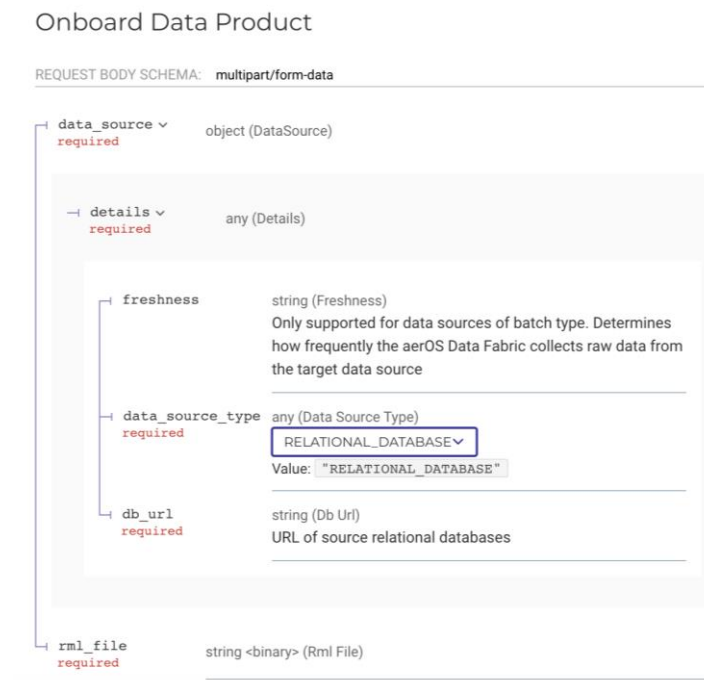 Onboard Data Product
REQUEST BODY SCHEMA: multipart/form-data
data_source object (DataSource)
required
details any (Details)
required
freshness string (Freshness)
Only supported for data sources of batch type. Determines
how frequently the aerOS Data Fabric collects raw data from
the target data source
data_source_type any (Data Source Type)
required
RELATIONAL_DATABASE
Value: "RELATIONAL_DATABASE"
db_url string (Db Url)
required URL of source relational databases
rml_file string <binary> (Rml File)
required